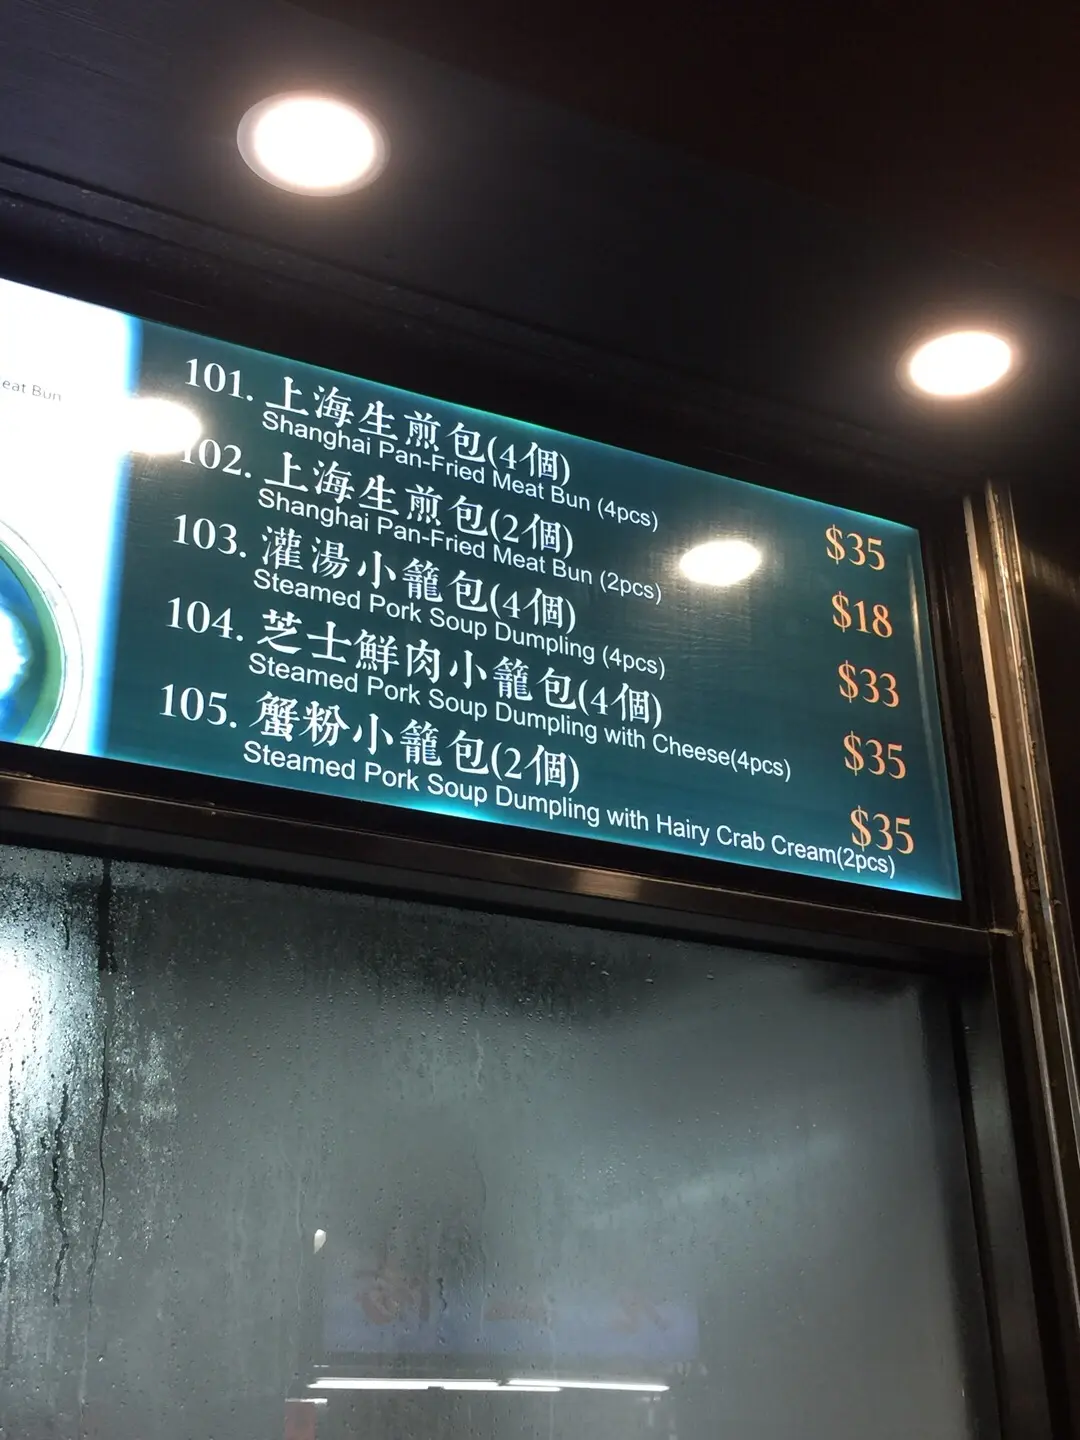 eat Bun
101. 上海生煎包(4個)
Shanghai Pan-Fried Meat Bun (4pcs)
$35
102. 上海生煎包(2個)
Shanghai Pan-Fried Meat Bun (2pcs)
$18
103. 灌湯小籠包(4個)
Steamed Pork Soup Dumpling (4pcs)
$33
104. 芝士鮮肉小籠包(4個)
Steamed Pork Soup Dumpling with Cheese(4pcs)
$35
105. 蟹粉小籠包(2個)
Steamed Pork Soup Dumpling with Hairy Crab Cream(2pcs)
$35